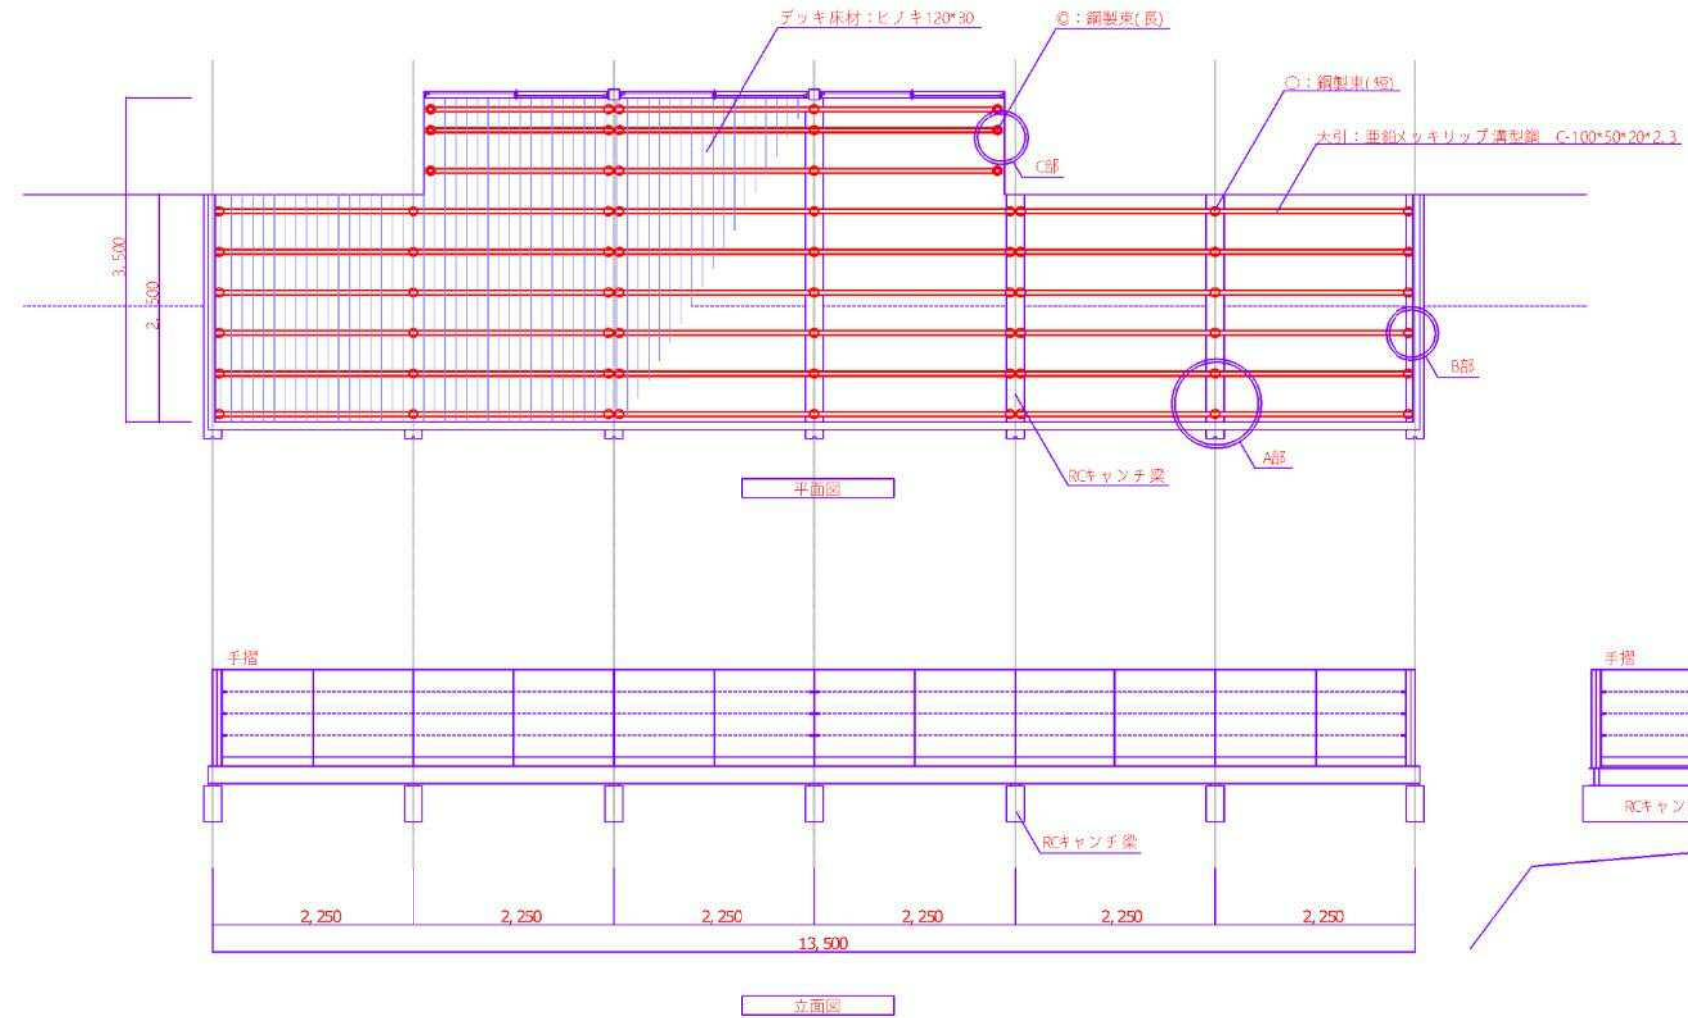 デッキ床材：ヒノキ120*30
◎：鋼製束(長)
○：鋼製束(短)
大引：亜鉛メッキリップ溝型鋼 C-100*50*20*2.3
C部
3,500
2,500
B部
A部
RCキャンチ梁
平面図
手摺
手摺
RCキャン
RCキャンチ梁
2,250
2,250
2,250
2,250
2,250
2,250
13,500
立面図